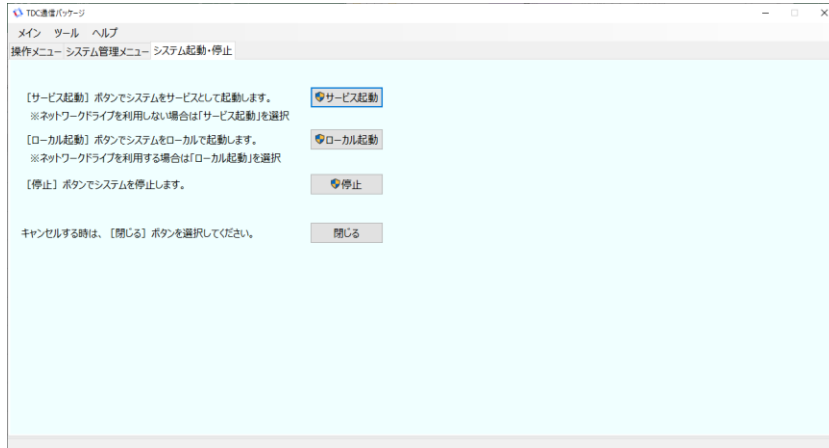 TDC通信パッケージ
メイン ツール ヘルプ
操作メニュー システム管理メニュー システム起動・停止
［サービス起動］ボタンでシステムをサービスとして起動します。 サービス起動
※ネットワークドライブを利用しない場合は「サービス起動」を選択
［ローカル起動］ボタンでシステムをローカルで起動します。 ローカル起動
※ネットワークドライブを利用する場合は「ローカル起動」を選択
［停止］ボタンでシステムを停止します。 停止
キャンセルする時は、［閉じる］ボタンを選択してください。 閉じる